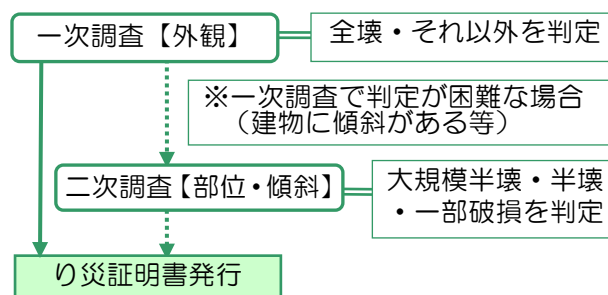 一次調査【外観】
全壊・それ以外を判定
※一次調査で判定が困難な場合
（建物に傾斜がある等）
二次調査【部位・傾斜】
大規模半壊・半壊
・一部破損を判定
り災証明書発行